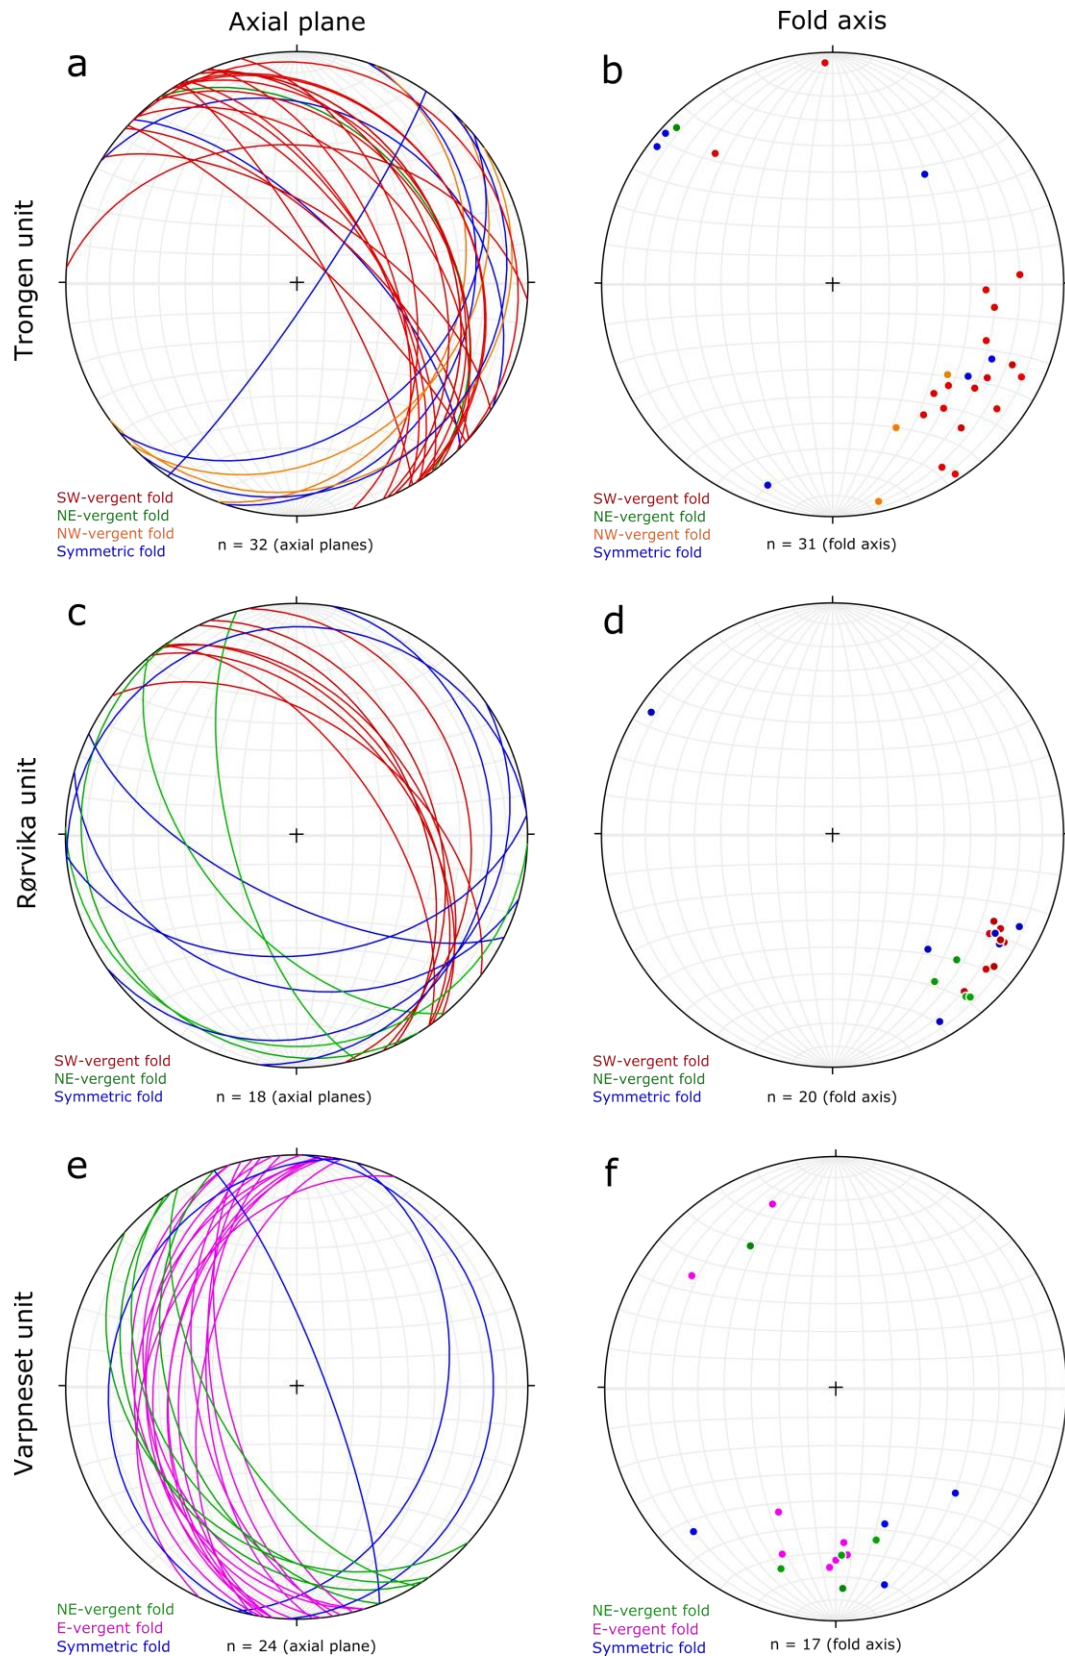 Axial plane
Fold axis
a
b
Trongen unit
SW-vergent fold
NE-vergent fold
NW-vergent fold
Symmetric fold
n = 32 (axial planes)
SW-vergent fold
NE-vergent fold
NW-vergent fold
Symmetric fold
n = 31 (fold axis)
c
d
Rørvika unit
SW-vergent fold
NE-vergent fold
Symmetric fold
n = 18 (axial planes)
SW-vergent fold
NE-vergent fold
Symmetric fold
n = 20 (fold axis)
e
f
Varpneset unit
NE-vergent fold
E-vergent fold
Symmetric fold
n = 24 (axial plane)
NE-vergent fold
E-vergent fold
Symmetric fold
n = 17 (fold axis)